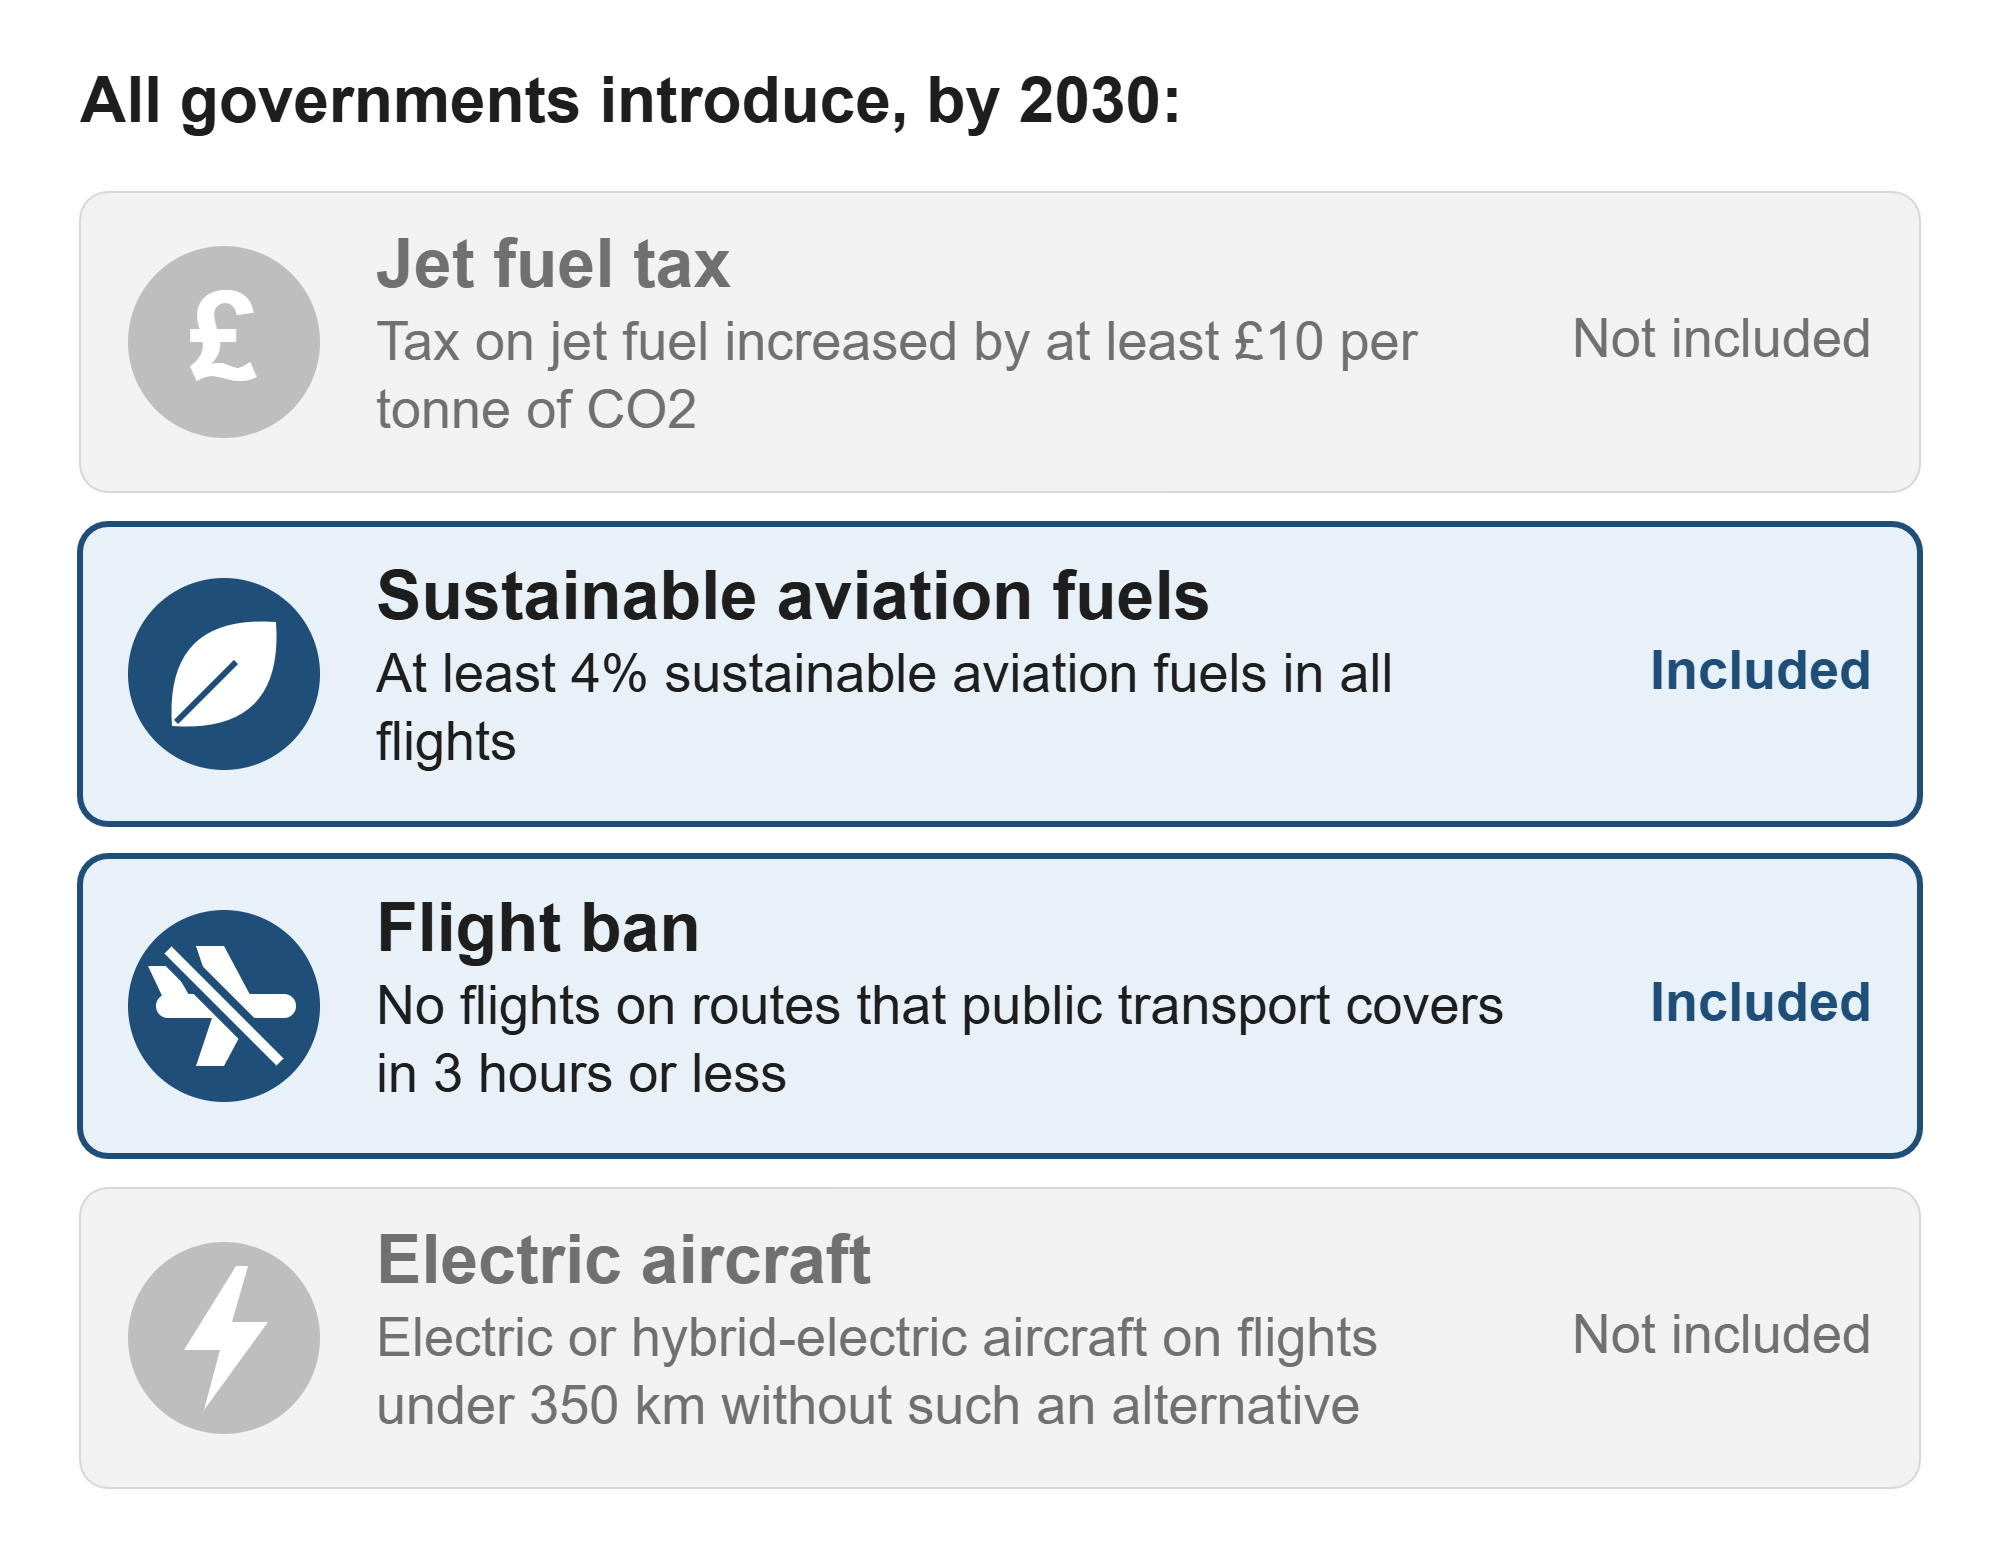 All governments introduce, by 2030:
£
Jet fuel tax
Tax on jet fuel increased by at least £10 per
tonne of CO2
Not included
Sustainable aviation fuels
At least 4% sustainable aviation fuels in all
flights
Included
Flight ban
No flights on routes that public transport covers
in 3 hours or less
Included
Electric aircraft
Electric or hybrid-electric aircraft on flights
under 350 km without such an alternative
Not included